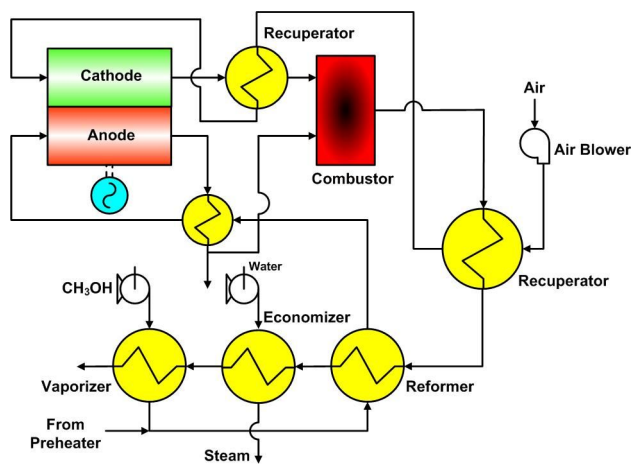 Recuperator
Cathode
Air
Anode
Air Blower
Combustor
Recuperator
Water
CH₃OH
Economizer
Vaporizer
Reformer
From
Preheater
Steam